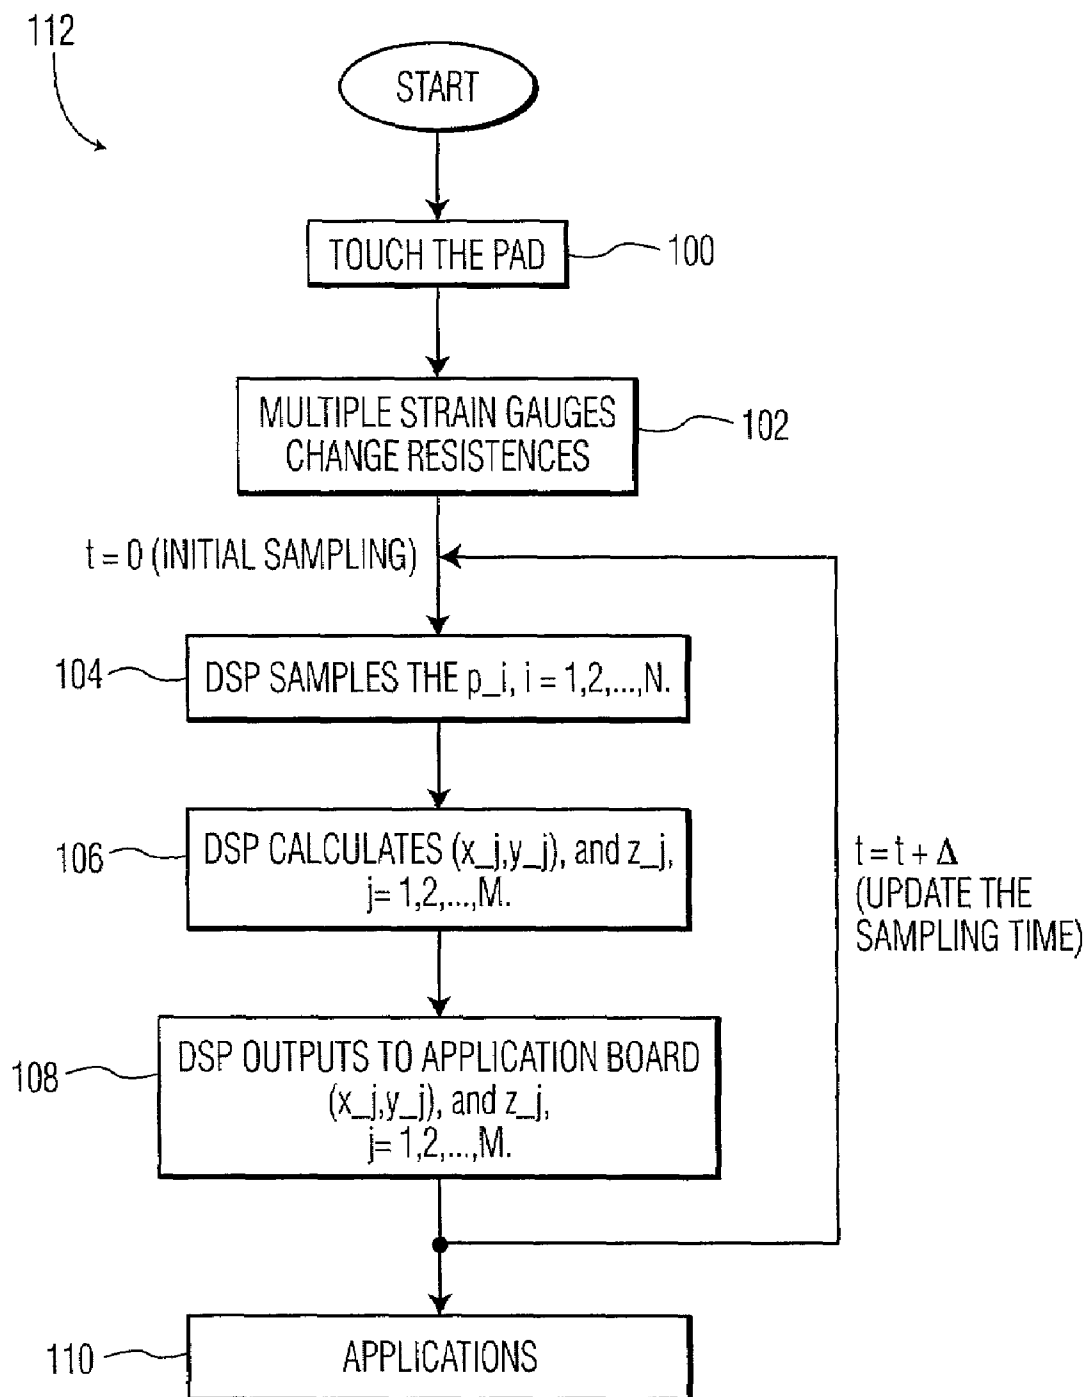 112
START
TOUCH THE PAD
100
MULTIPLE STRAIN GAUGES
CHANGE RESISTENCES
102
t = 0 (INITIAL SAMPLING)
104
DSP SAMPLES THE p_i, i = 1,2,...,N.
106
DSP CALCULATES (x_j,y_j), and z_j,
j= 1,2,...,M.
t = t + Δ
(UPDATE THE
SAMPLING TIME)
108
DSP OUTPUTS TO APPLICATION BOARD
(x_j,y_j), and z_j,
j= 1,2,...,M.
110
APPLICATIONS